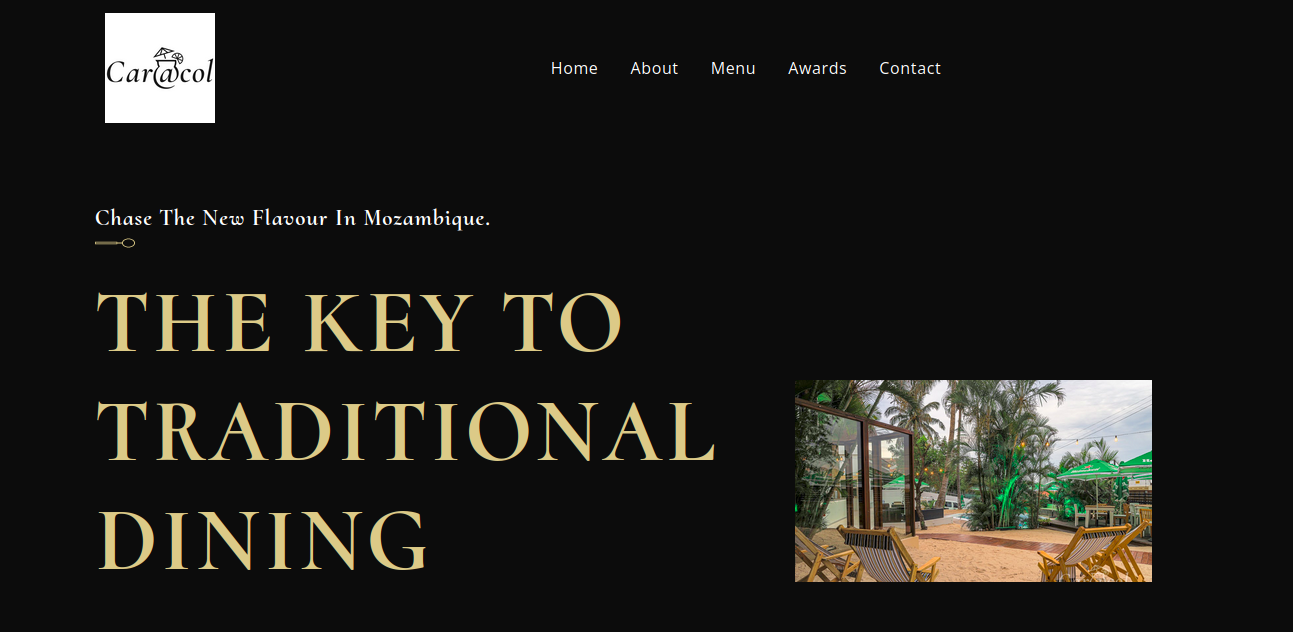 Car@col
Home About Menu Awards Contact
Chase The New Flavour In Mozambique.
THE KEY TO
TRADITIONAL
DINING